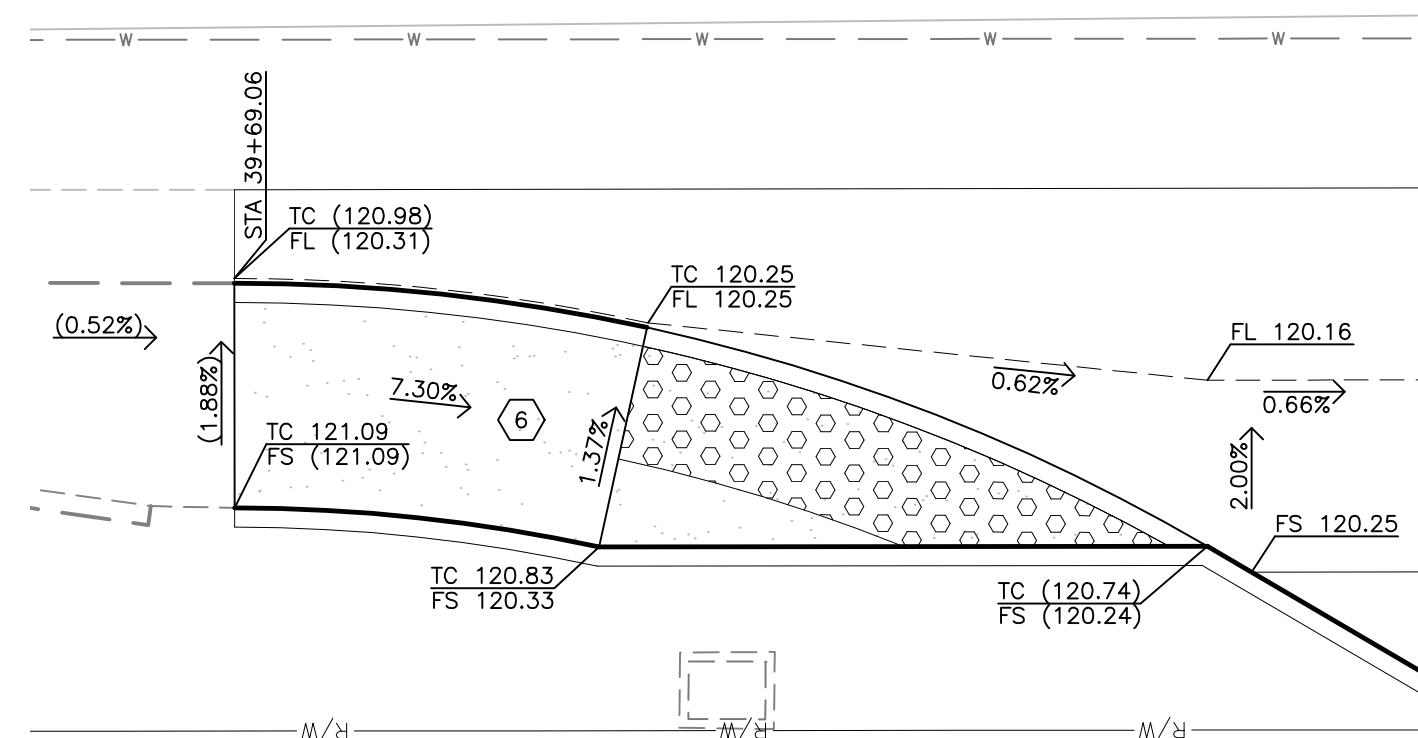 W W W W W
STA 39+69.06
TC (120.98)
FL (120.31)
TC 120.25
FL 120.25
(0.52%)
FL 120.16
0.62%
0.66%
(1.88%)
7.30%
6
1.37%
TC 121.09
FS (121.09)
2.00%
FS 120.25
TC 120.83
FS 120.33
TC (120.74)
FS (120.24)
R/W R/W R/W